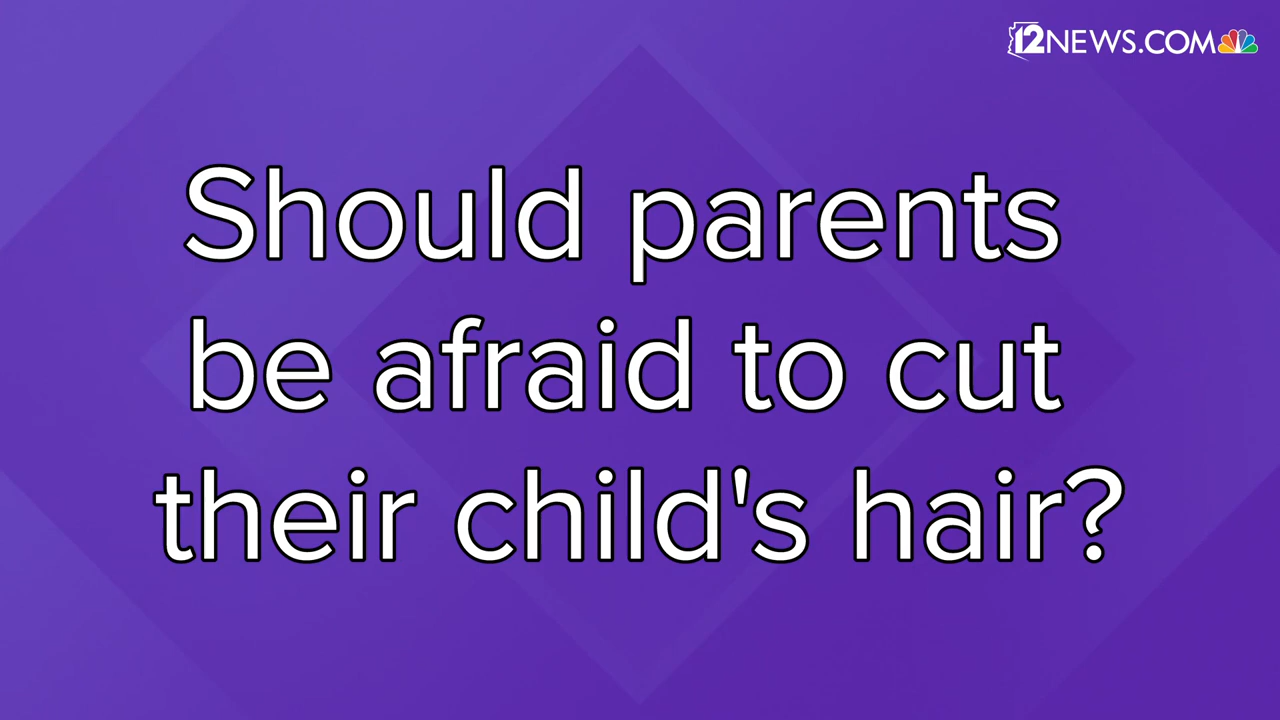 12NEWS.COM
Should parents
be afraid to cut
their child's hair?